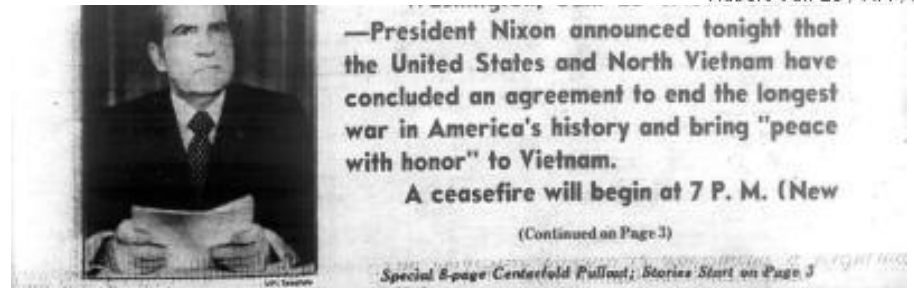 —President Nixon announced tonight that
the United States and North Vietnam have
concluded an agreement to end the longest
war in America's history and bring "peace
with honor" to Vietnam.
A ceasefire will begin at 7 P. M. (New
(Continued on Page 3)
Special 8-page Centerfold Pullout; Stories Start on Page 3